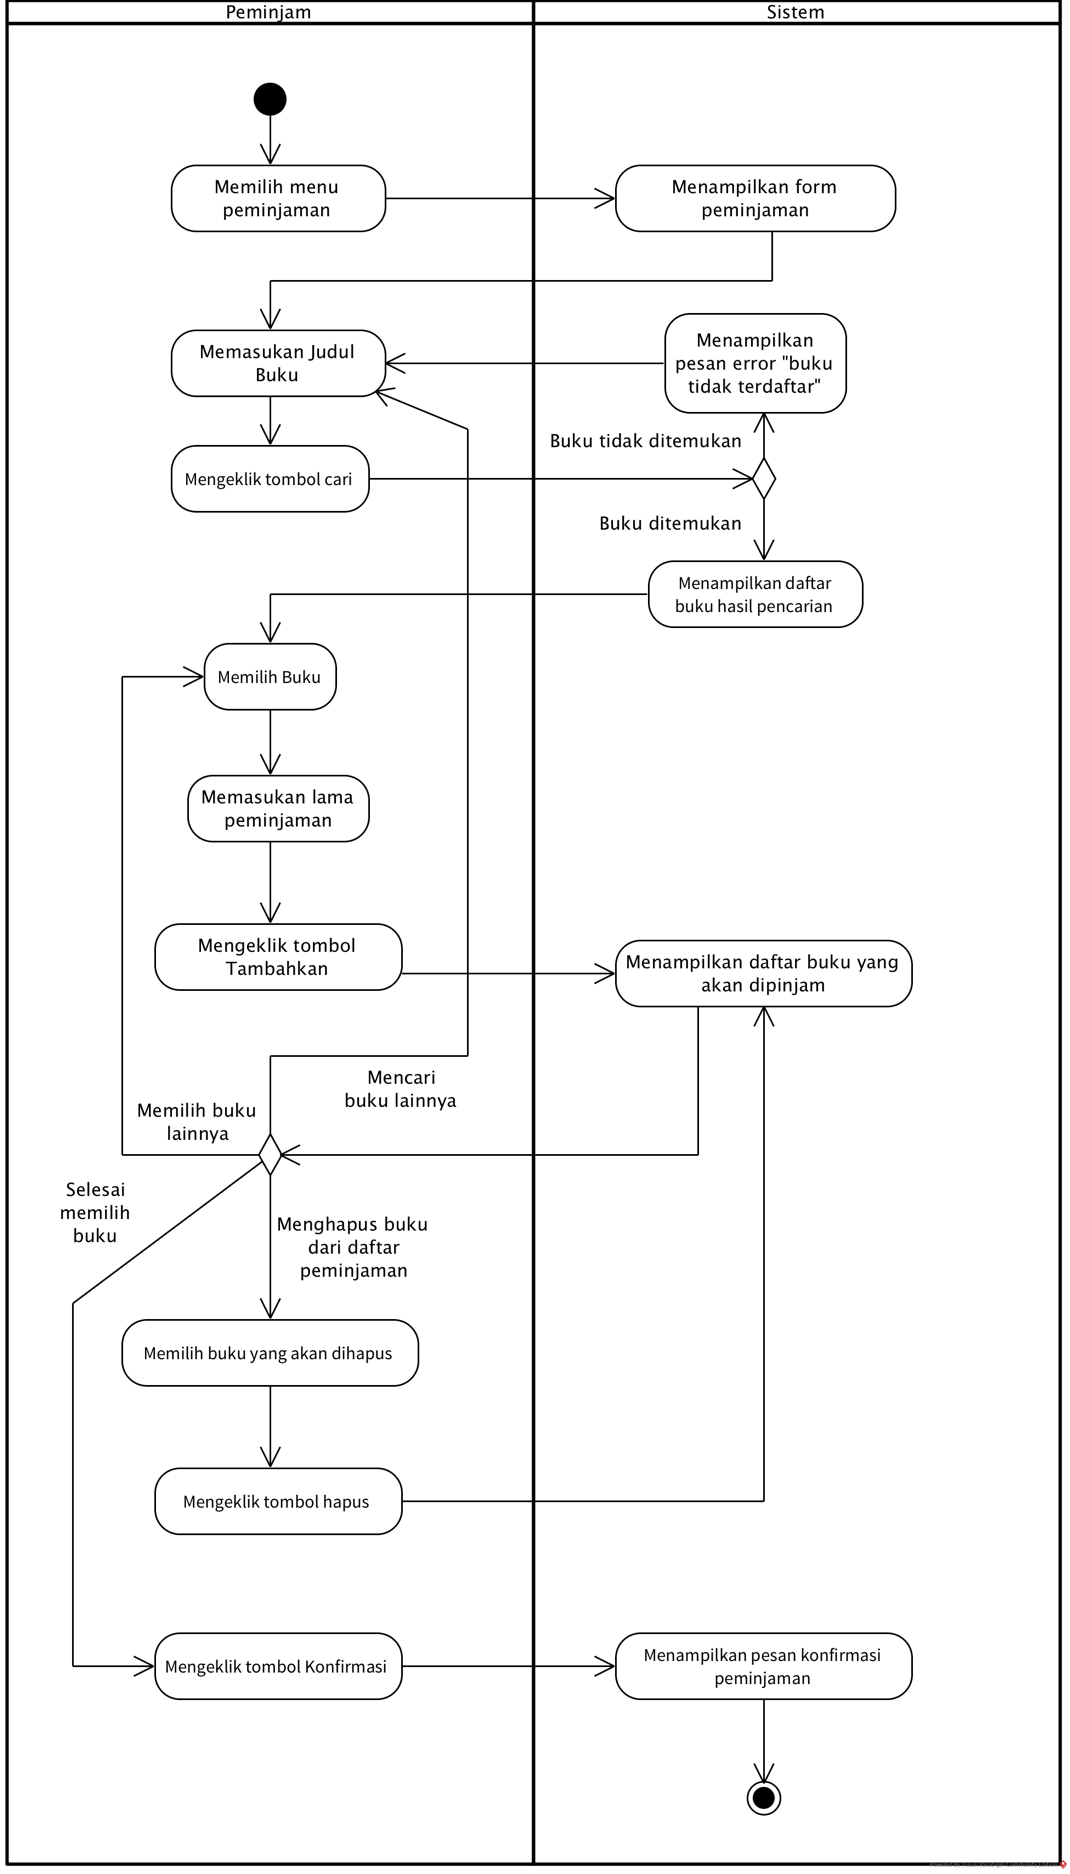 Peminjam
Sistem
Memilih menu
peminjaman
Menampilkan form
peminjaman
Memasukan Judul
Buku
Menampilkan
pesan error "buku
tidak terdaftar"
Buku tidak ditemukan
Mengeklik tombol cari
Buku ditemukan
Menampilkan daftar
buku hasil pencarian
Memilih Buku
Memasukan lama
peminjaman
Mengeklik tombol
Tambahkan
Menampilkan daftar buku yang
akan dipinjam
Mencari
buku lainnya
Memilih buku
lainnya
Selesai
memilih
buku
Menghapus buku
dari daftar
peminjaman
Memilih buku yang akan dihapus
Mengeklik tombol hapus
Mengeklik tombol Konfirmasi
Menampilkan pesan konfirmasi
peminjaman